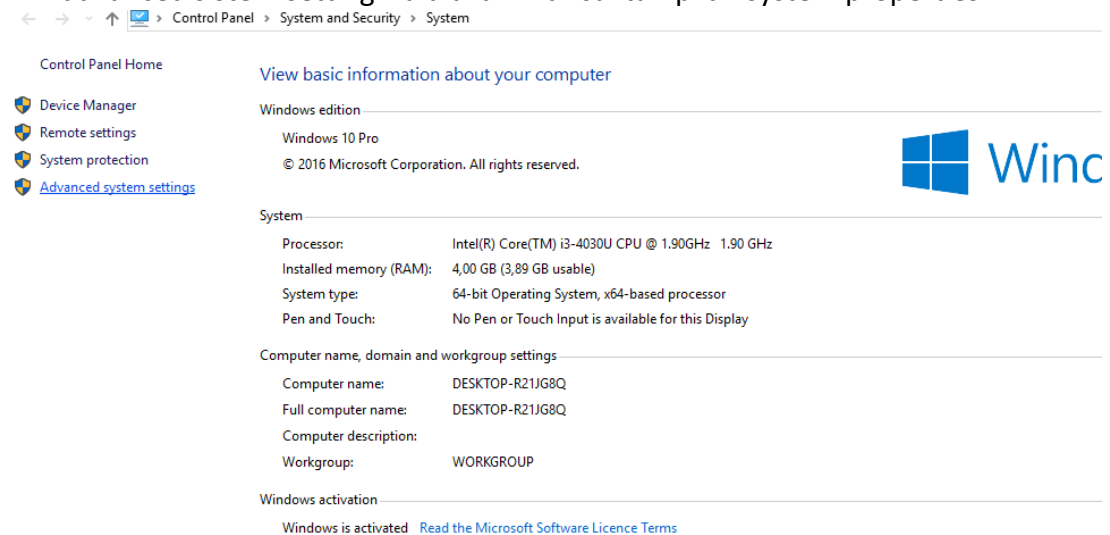 Control Panel > System and Security > System
Control Panel Home
Device Manager
Remote settings
System protection
Advanced system settings
View basic information about your computer
Windows edition
Windows 10 Pro
© 2016 Microsoft Corporation. All rights reserved.
Winc
System
Processor: Intel(R) Core(TM) i3-4030U CPU @ 1.90GHz 1.90 GHz
Installed memory (RAM): 4,00 GB (3,89 GB usable)
System type: 64-bit Operating System, x64-based processor
Pen and Touch: No Pen or Touch Input is available for this Display
Computer name, domain and workgroup settings
Computer name: DESKTOP-R21JG8Q
Full computer name: DESKTOP-R21JG8Q
Computer description:
Workgroup: WORKGROUP
Windows activation
Windows is activated Read the Microsoft Software Licence Terms